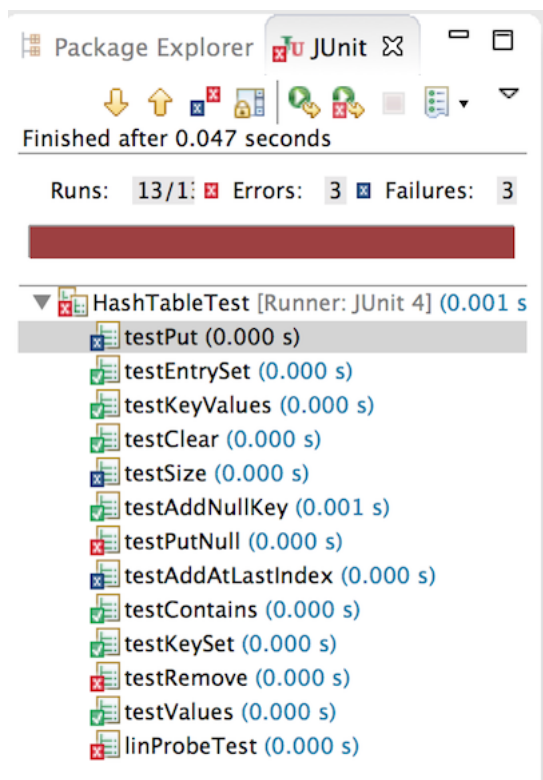 Package Explorer JUnit
Finished after 0.047 seconds
Runs: 13/1 Errors: 3 Failures: 3
HashTableTest [Runner: JUnit 4] (0.001 s
testPut (0.000 s)
testEntrySet (0.000 s)
testKeyValues (0.000 s)
testClear (0.000 s)
testSize (0.000 s)
testAddNullKey (0.001 s)
testPutNull (0.000 s)
testAddAtLastIndex (0.000 s)
testContains (0.000 s)
testKeySet (0.000 s)
testRemove (0.000 s)
testValues (0.000 s)
linProbeTest (0.000 s)